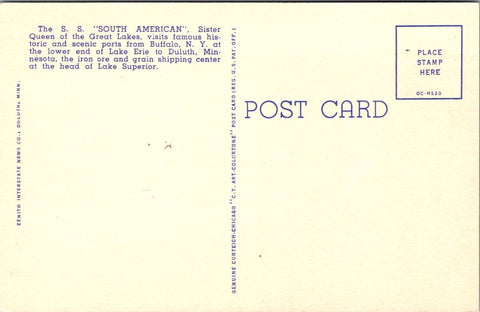 The S. S. "SOUTH AMERICAN", Sister
Queen of the Great Lakes, visits famous his-
toric and scenic ports from Buffalo, N. Y. at
the lower end of Lake Erie to Duluth, Min-
nesota, the iron ore and grain shipping center
at the head of Lake Superior.
ZENITH INTERSTATE NEWS CO., DULUTH, MINN.
GENUINE CURTEICH-CHICAGO "C.T. ART-COLORTONE" POST CARD (REG. U.S. PAT. OFF.)
POST CARD
PLACE
STAMP
HERE
OC-H520